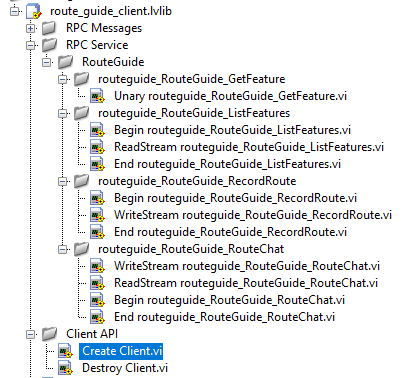 route_guide_client.lvlib
RPC Messages
RPC Service
RouteGuide
routeguide_RouteGuide_GetFeature
Unary routeguide_RouteGuide_GetFeature.vi
routeguide_RouteGuide_ListFeatures
Begin routeguide_RouteGuide_ListFeatures.vi
ReadStream routeguide_RouteGuide_ListFeatures.vi
End routeguide_RouteGuide_ListFeatures.vi
routeguide_RouteGuide_RecordRoute
Begin routeguide_RouteGuide_RecordRoute.vi
WriteStream routeguide_RouteGuide_RecordRoute.vi
End routeguide_RouteGuide_RecordRoute.vi
routeguide_RouteGuide_RouteChat
WriteStream routeguide_RouteGuide_RouteChat.vi
ReadStream routeguide_RouteGuide_RouteChat.vi
Begin routeguide_RouteGuide_RouteChat.vi
End routeguide_RouteGuide_RouteChat.vi
Client API
Create Client.vi
Destroy Client.vi